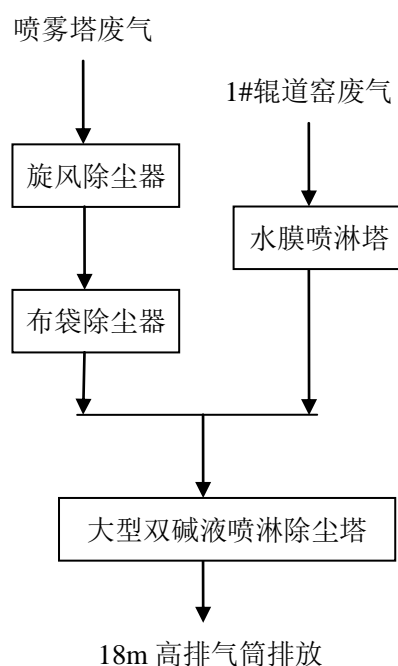 喷雾塔废气
1#辊道窑废气
旋风除尘器
水膜喷淋塔
布袋除尘器
大型双碱液喷淋除尘塔
18m 高排气筒排放